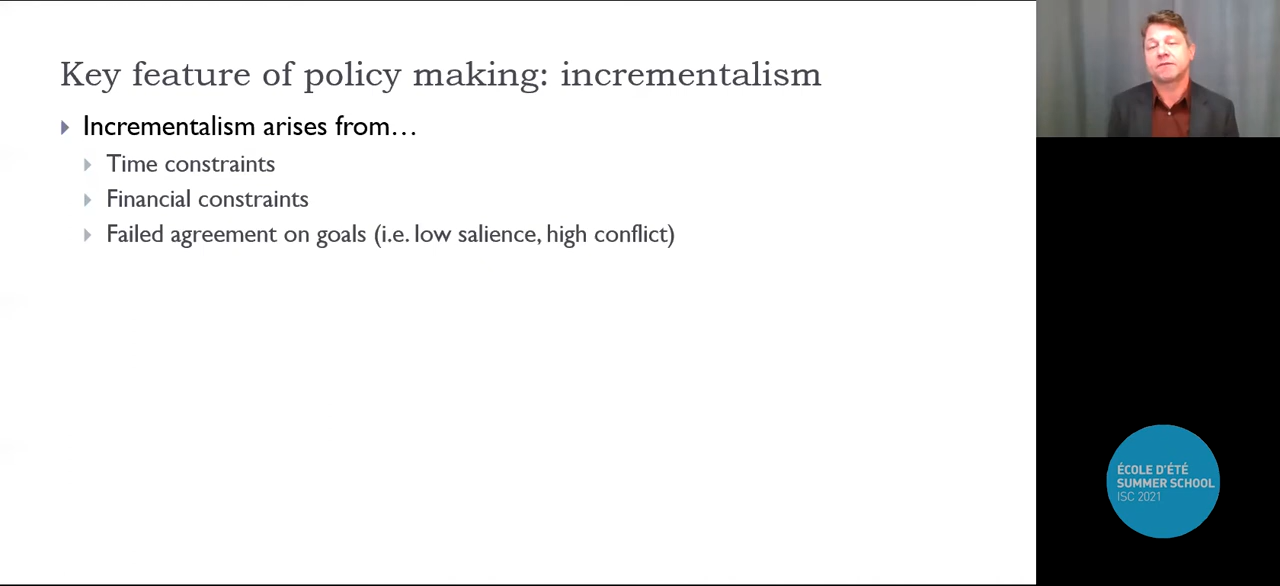 Key feature of policy making: incrementalism
Incrementalism arises from…
Time constraints
Financial constraints
Failed agreement on goals (i.e. low salience, high conflict)
ÉCOLE D'ÉTÉ
SUMMER SCHOOL
ISC 2021